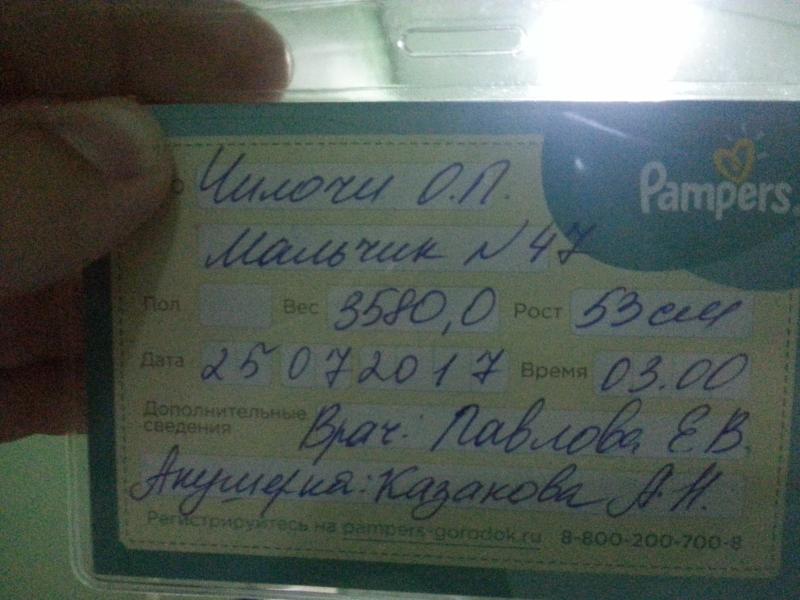 Pampers
О Чилочи О.П.
Мальчик N 47
Пол Вес 3580,0 Рост 53 см
Дата 25 07 2017 Время 03.00
Дополнительные сведения Врач: Павлова Е.В.
Акушерка: Казакова А.Н.
Регистрируйтесь на pampers-gorodok.ru 8-800-200-700-8